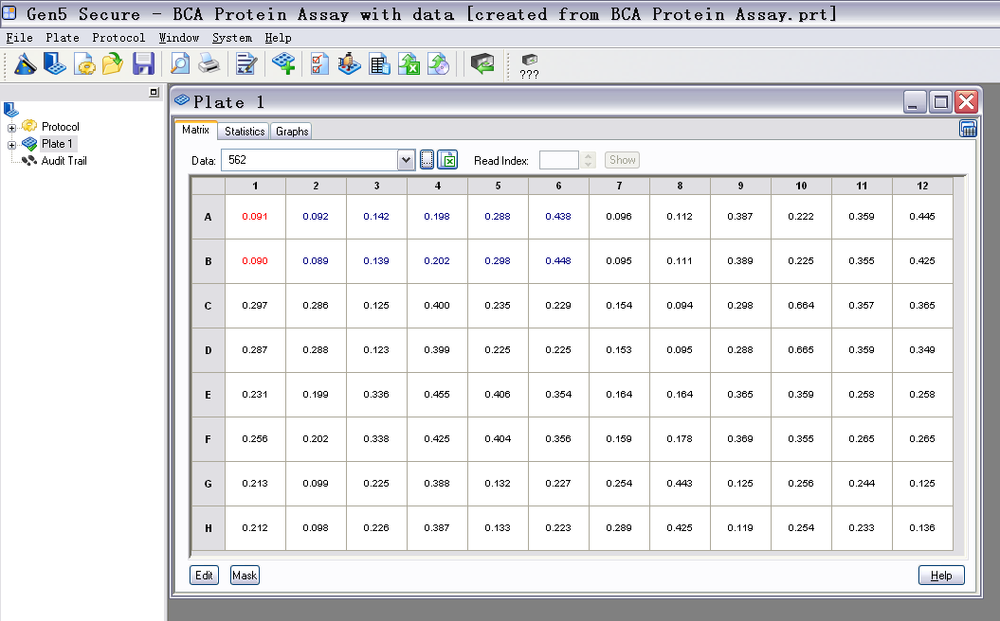 Gen5 Secure - BCA Protein Assay with data [created from BCA Protein Assay.prt]
File Plate Protocol Window System Help
???
Plate 1
Protocol
Plate 1
Audit Trail
Matrix Statistics Graphs
Data: 562 Read Index: Show
1 2 3 4 5 6 7 8 9 10 11 12
A 0.091 0.092 0.142 0.198 0.288 0.438 0.096 0.112 0.387 0.222 0.359 0.445
B 0.090 0.089 0.139 0.202 0.298 0.448 0.095 0.111 0.389 0.225 0.355 0.425
C 0.297 0.286 0.125 0.400 0.235 0.229 0.154 0.094 0.298 0.664 0.357 0.365
D 0.287 0.288 0.123 0.399 0.225 0.225 0.153 0.095 0.288 0.665 0.359 0.349
E 0.231 0.199 0.336 0.455 0.406 0.354 0.164 0.164 0.365 0.359 0.258 0.258
F 0.256 0.202 0.338 0.425 0.404 0.356 0.159 0.178 0.369 0.355 0.265 0.265
G 0.213 0.099 0.225 0.388 0.132 0.227 0.254 0.443 0.125 0.256 0.244 0.125
H 0.212 0.098 0.226 0.387 0.133 0.223 0.289 0.425 0.119 0.254 0.233 0.136
Edit Mask Help